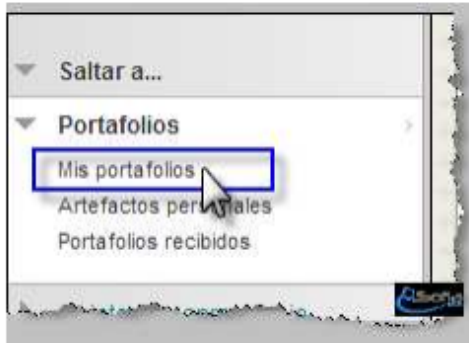 Saltar a...
Portafolios
Mis portafolios
Artefactos personales
Portafolios recibidos